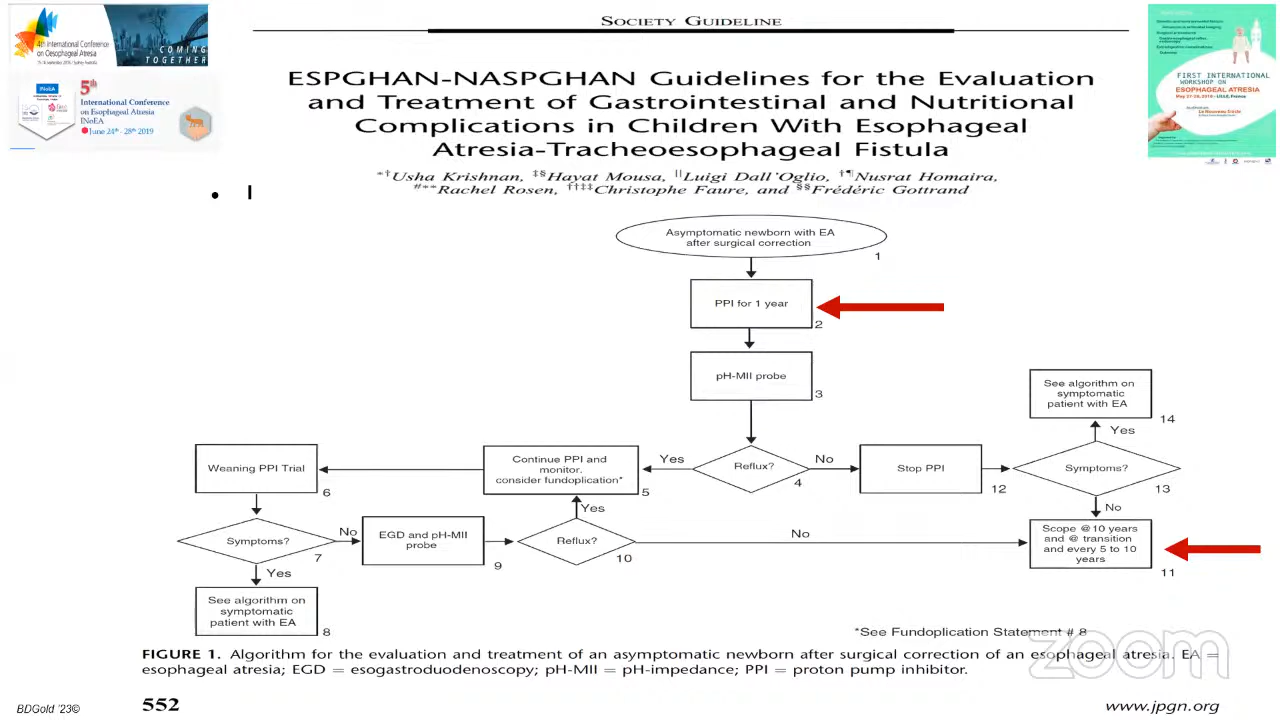 SOCIETY GUIDELINE
4th International Conference
on Oesophageal Atresia
COMING
TOGETHER
INoEA
5th
International Conference
on Esophageal Atresia
INoEA
June 24th - 28th 2019
FIRST INTERNATIONAL
WORKSHOP ON
ESOPHAGEAL ATRESIA
Le Nouveau Siècle
ESPGHAN-NASPGHAN Guidelines for the Evaluation
and Treatment of Gastrointestinal and Nutritional
Complications in Children With Esophageal
Atresia-Tracheoesophageal Fistula
*†Usha Krishnan, ‡§Hayat Mousa, ||Luigi Dall'Oglio, †¶Nusrat Homaira,
#**Rachel Rosen, ††‡‡Christophe Faure, and §§Frédéric Gottrand
• I
Asymptomatic newborn with EA
after surgical correction
1
PPI for 1 year
2
pH-MII probe
3
Reflux?
4
Yes
No
Continue PPI and
monitor.
consider fundoplication*
5
Weaning PPI Trial
6
Symptoms?
7
No
Yes
See algorithm on
symptomatic
patient with EA
8
EGD and pH-MII
probe
9
Reflux?
10
Yes
No
Stop PPI
12
Symptoms?
13
Yes
No
See algorithm on
symptomatic
patient with EA
14
Scope @10 years
and @ transition
and every 5 to 10
years
11
*See Fundoplication Statement # 8
FIGURE 1. Algorithm for the evaluation and treatment of an asymptomatic newborn after surgical correction of an esophageal atresia. EA =
esophageal atresia; EGD = esogastroduodenoscopy; pH-MII = pH-impedance; PPI = proton pump inhibitor.
zoom
BDGold '23©
552
www.jpgn.org